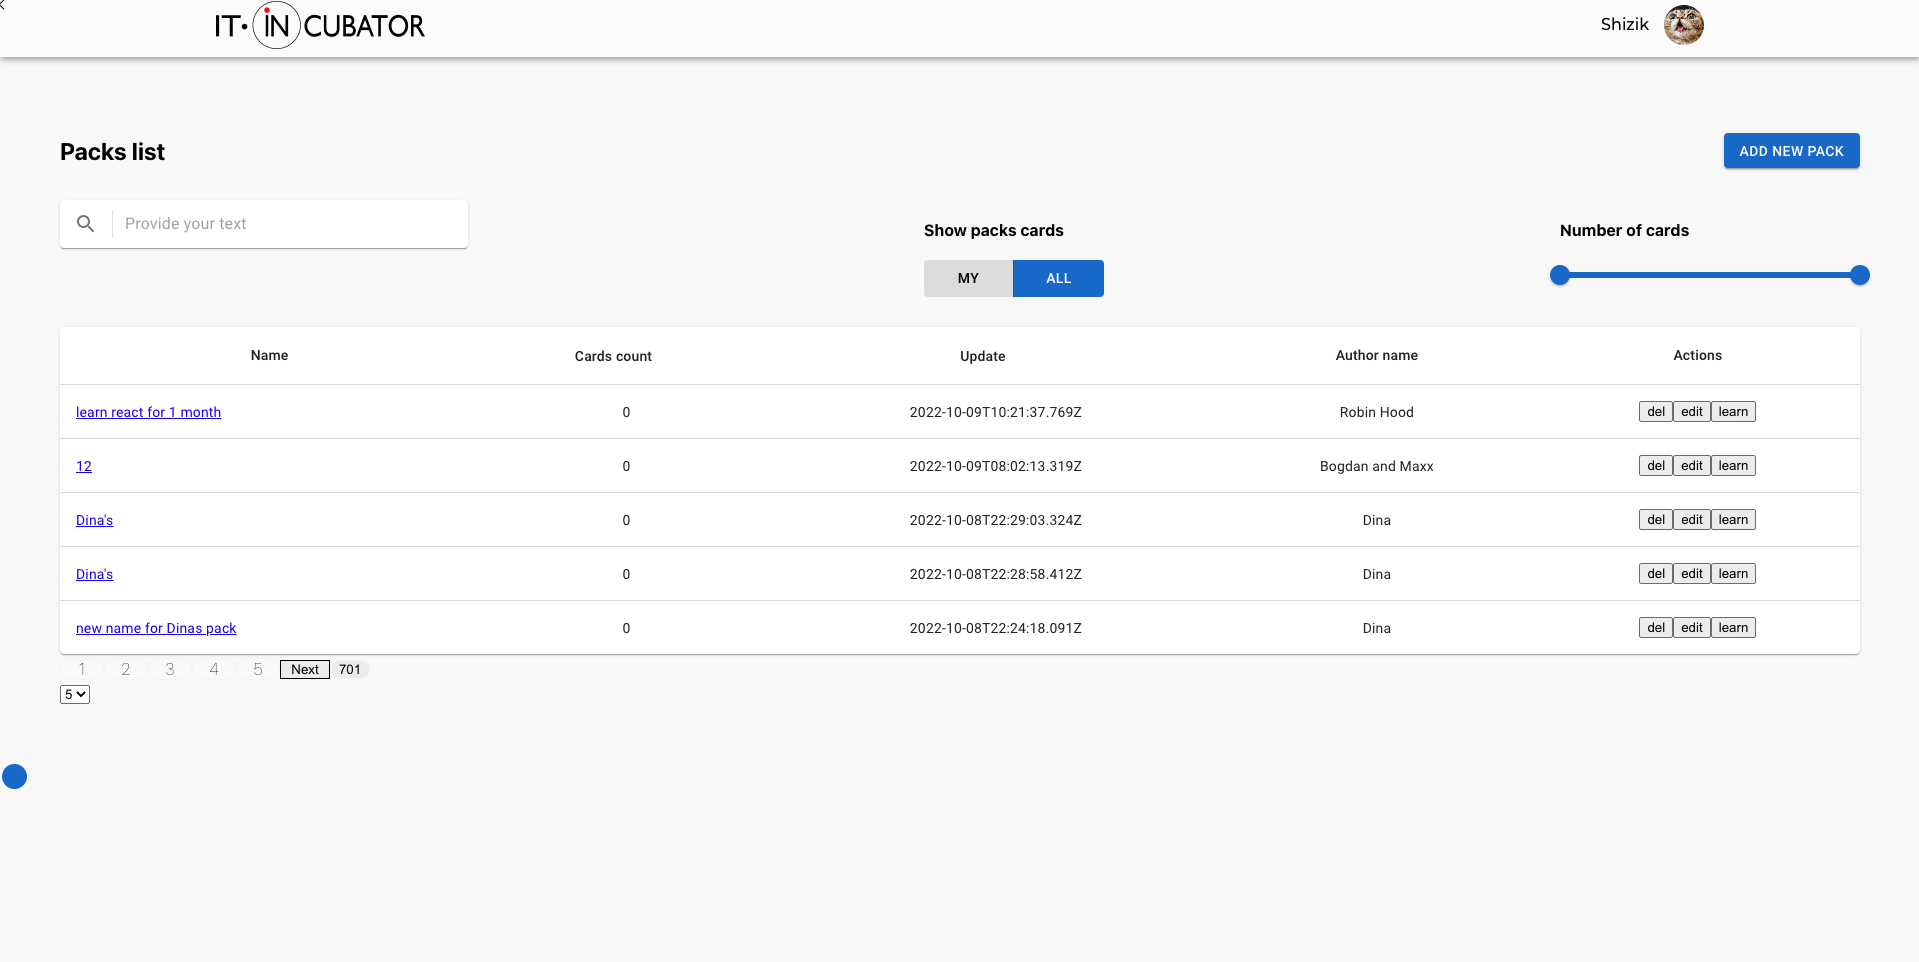 IT•INCUBATOR
Shizik
Packs list
ADD NEW PACK
Provide your text
Show packs cards
Number of cards
MY ALL
Name Cards count Update Author name Actions
learn react for 1 month 0 2022-10-09T10:21:37.769Z Robin Hood del edit learn
12 0 2022-10-09T08:02:13.319Z Bogdan and Maxx del edit learn
Dina's 0 2022-10-08T22:29:03.324Z Dina del edit learn
Dina's 0 2022-10-08T22:28:58.412Z Dina del edit learn
new name for Dinas pack 0 2022-10-08T22:24:18.091Z Dina del edit learn
1 2 3 4 5 Next 701
5